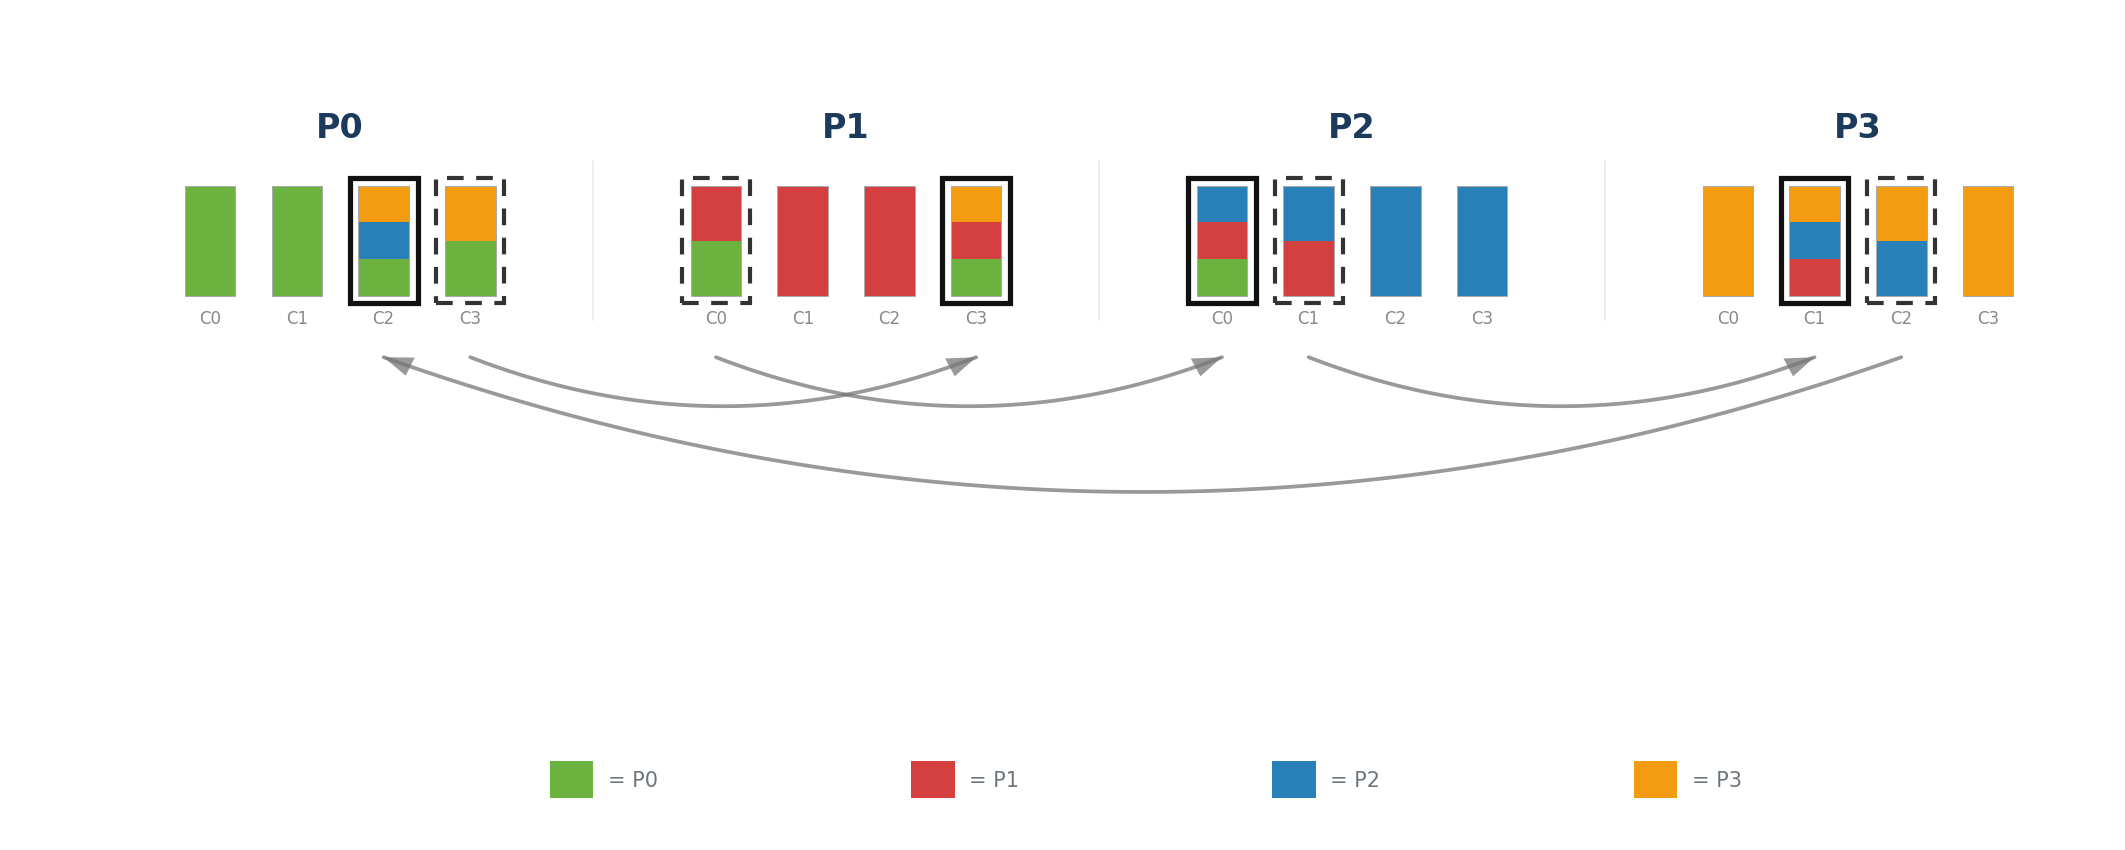 P0 P1 P2 P3
C0 C1 C2 C3 C0 C1 C2 C3 C0 C1 C2 C3 C0 C1 C2 C3
= P0 = P1 = P2 = P3